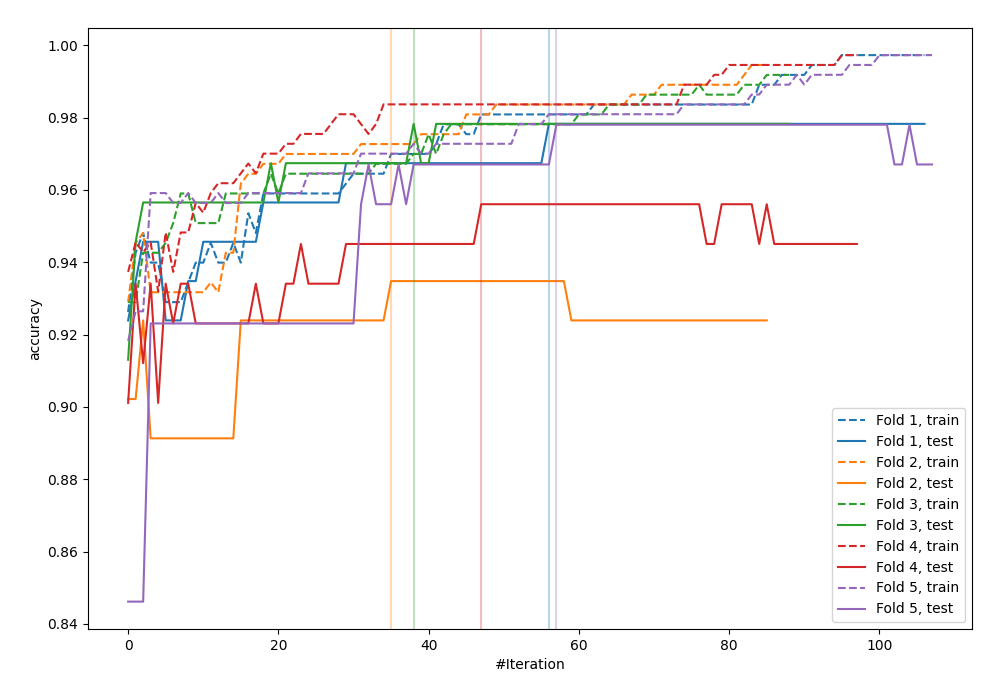 1.00
0.98
0.96
0.94
0.92
0.90
0.88
0.86
0.84
accuracy
0
20
40
60
80
100
#Iteration
Fold 1, train
Fold 1, test
Fold 2, train
Fold 2, test
Fold 3, train
Fold 3, test
Fold 4, train
Fold 4, test
Fold 5, train
Fold 5, test